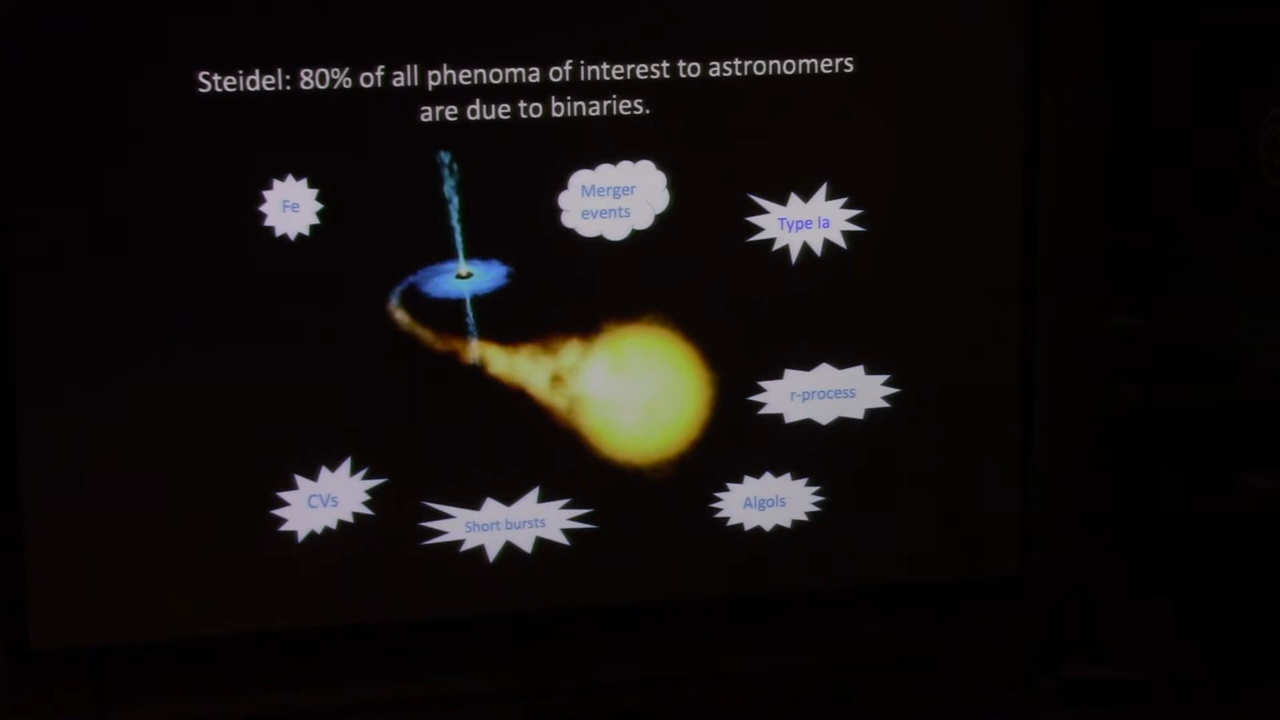 Steidel: 80% of all phenoma of interest to astronomers
are due to binaries.
Fe
Merger
events
Type Ia
r-process
CVs
Short bursts
Algols